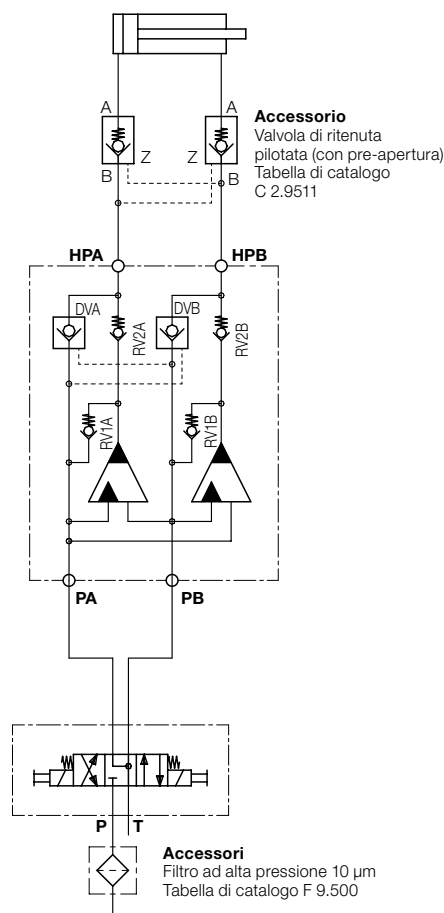 A
A
Accessorio
Valvola di ritenuta
pilotata (con pre-apertura)
Tabella di catalogo
C 2.9511
Z
Z
B
B
HPA
HPB
DVA
DVB
RV2A
RV2B
RV1A
RV1B
PA
PB
P
T
Accessori
Filtro ad alta pressione 10 µm
Tabella di catalogo F 9.500